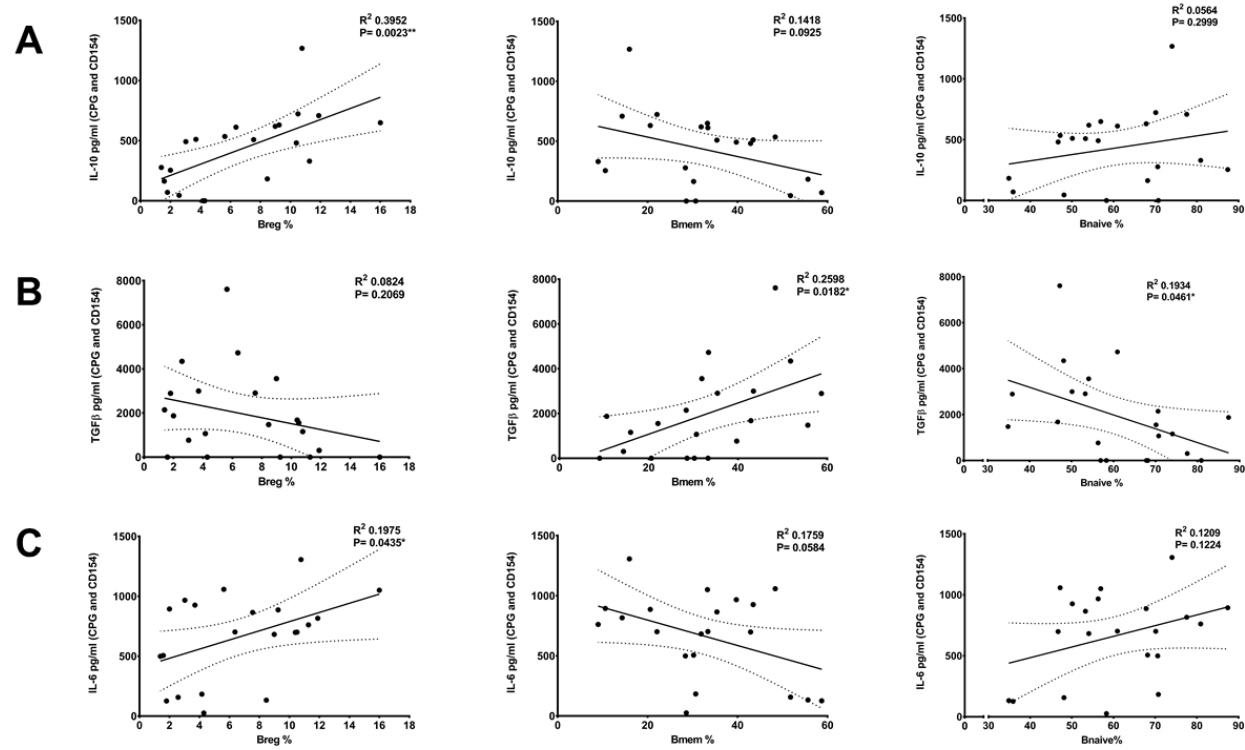 A
R² 0.3952
P= 0.0023**
IL-10 pg/ml (CPG and CD154)
1500
1000
500
0
0 2 4 6 8 10 12 14 16 18
Breg %
R² 0.1418
P= 0.0925
IL-10 pg/ml (CPG and CD154)
1500
1000
500
0
0 20 40 60
Bmem %
R² 0.0564
P= 0.2999
IL-10 pg/ml (CPG and CD154)
1500
1000
500
0
0 30 40 50 60 70 80 90
Bnaive %
B
R² 0.0824
P= 0.2069
TGFβ pg/ml (CPG and CD154)
8000
6000
4000
2000
0
0 2 4 6 8 10 12 14 16 18
Breg %
R² 0.2598
P= 0.0182*
TGFβ pg/ml (CPG and CD154)
8000
6000
4000
2000
0
0 20 40 60
Bmem %
R² 0.1934
P= 0.0461*
TGFβ pg/ml (CPG and CD154)
8000
6000
4000
2000
0
0 30 40 50 60 70 80 90
Bnaive %
C
R² 0.1975
P= 0.0435*
IL-6 pg/ml (CPG and CD154)
1500
1000
500
0
0 2 4 6 8 10 12 14 16 18
Breg %
R² 0.1759
P= 0.0584
IL-6 pg/ml (CPG and CD154)
1500
1000
500
0
0 20 40 60
Bmem %
R² 0.1209
P= 0.1224
IL-6 pg/ml (CPG and CD154)
1500
1000
500
0
0 30 40 50 60 70 80 90
Bnaive%